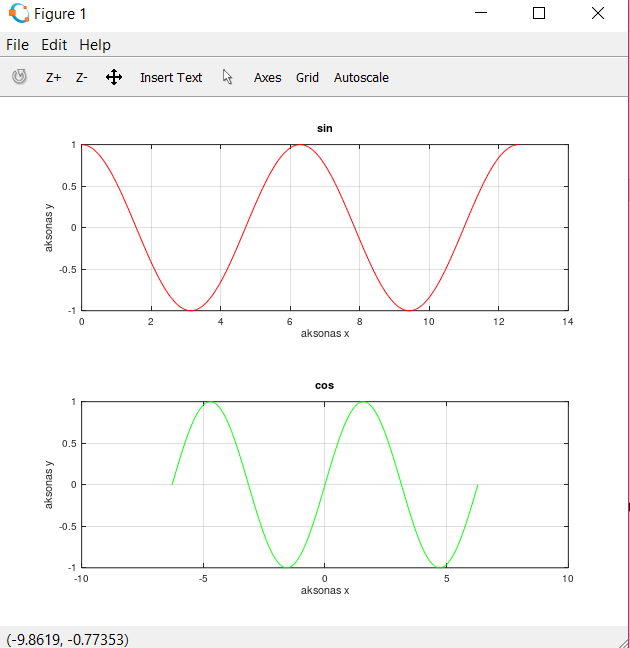 Figure 1
File Edit Help
Z+ Z- Insert Text Axes Grid Autoscale
sin
1
0.5
0
-0.5
-1
aksonas y
0 2 4 6 8 10 12 14
aksonas x
cos
1
0.5
0
-0.5
-1
aksonas y
-10 -5 0 5 10
aksonas x
(-9.8619, -0.77353)